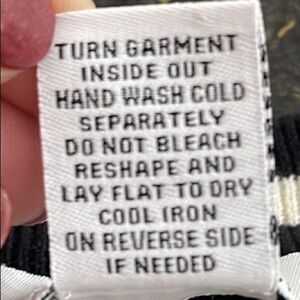 TURN GARMENT
INSIDE OUT
HAND WASH COLD
SEPARATELY
DO NOT BLEACH
RESHAPE AND
LAY FLAT TO DRY
COOL IRON
ON REVERSE SIDE
IF NEEDED